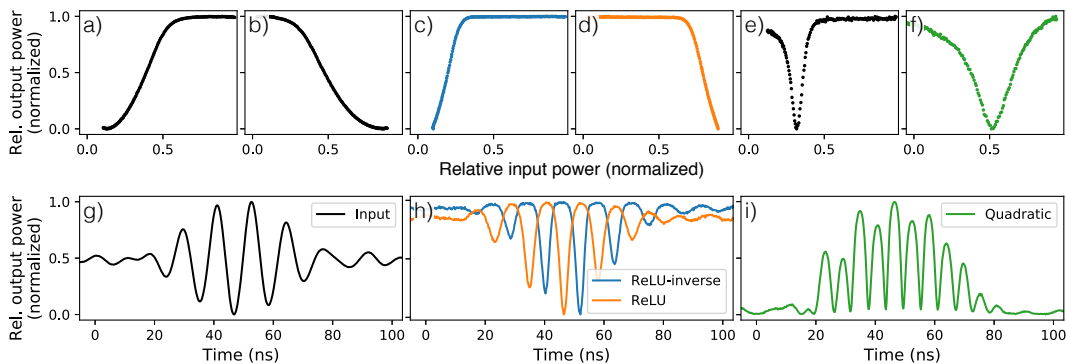 Rel. output power
(normalized)
1.0
0.5
0.0
a)
b)
c)
d)
e)
f)
0.0 0.5 0.0 0.5 0.0 0.5 0.0 0.5 0.0 0.5 0.0 0.5
Relative input power (normalized)
Rel. output power
(normalized)
1.0
0.5
0.0
g)
Input
h)
ReLU-inverse
ReLU
i)
Quadratic
0 20 40 60 80 100 0 20 40 60 80 100 0 20 40 60 80 100
Time (ns) Time (ns) Time (ns)